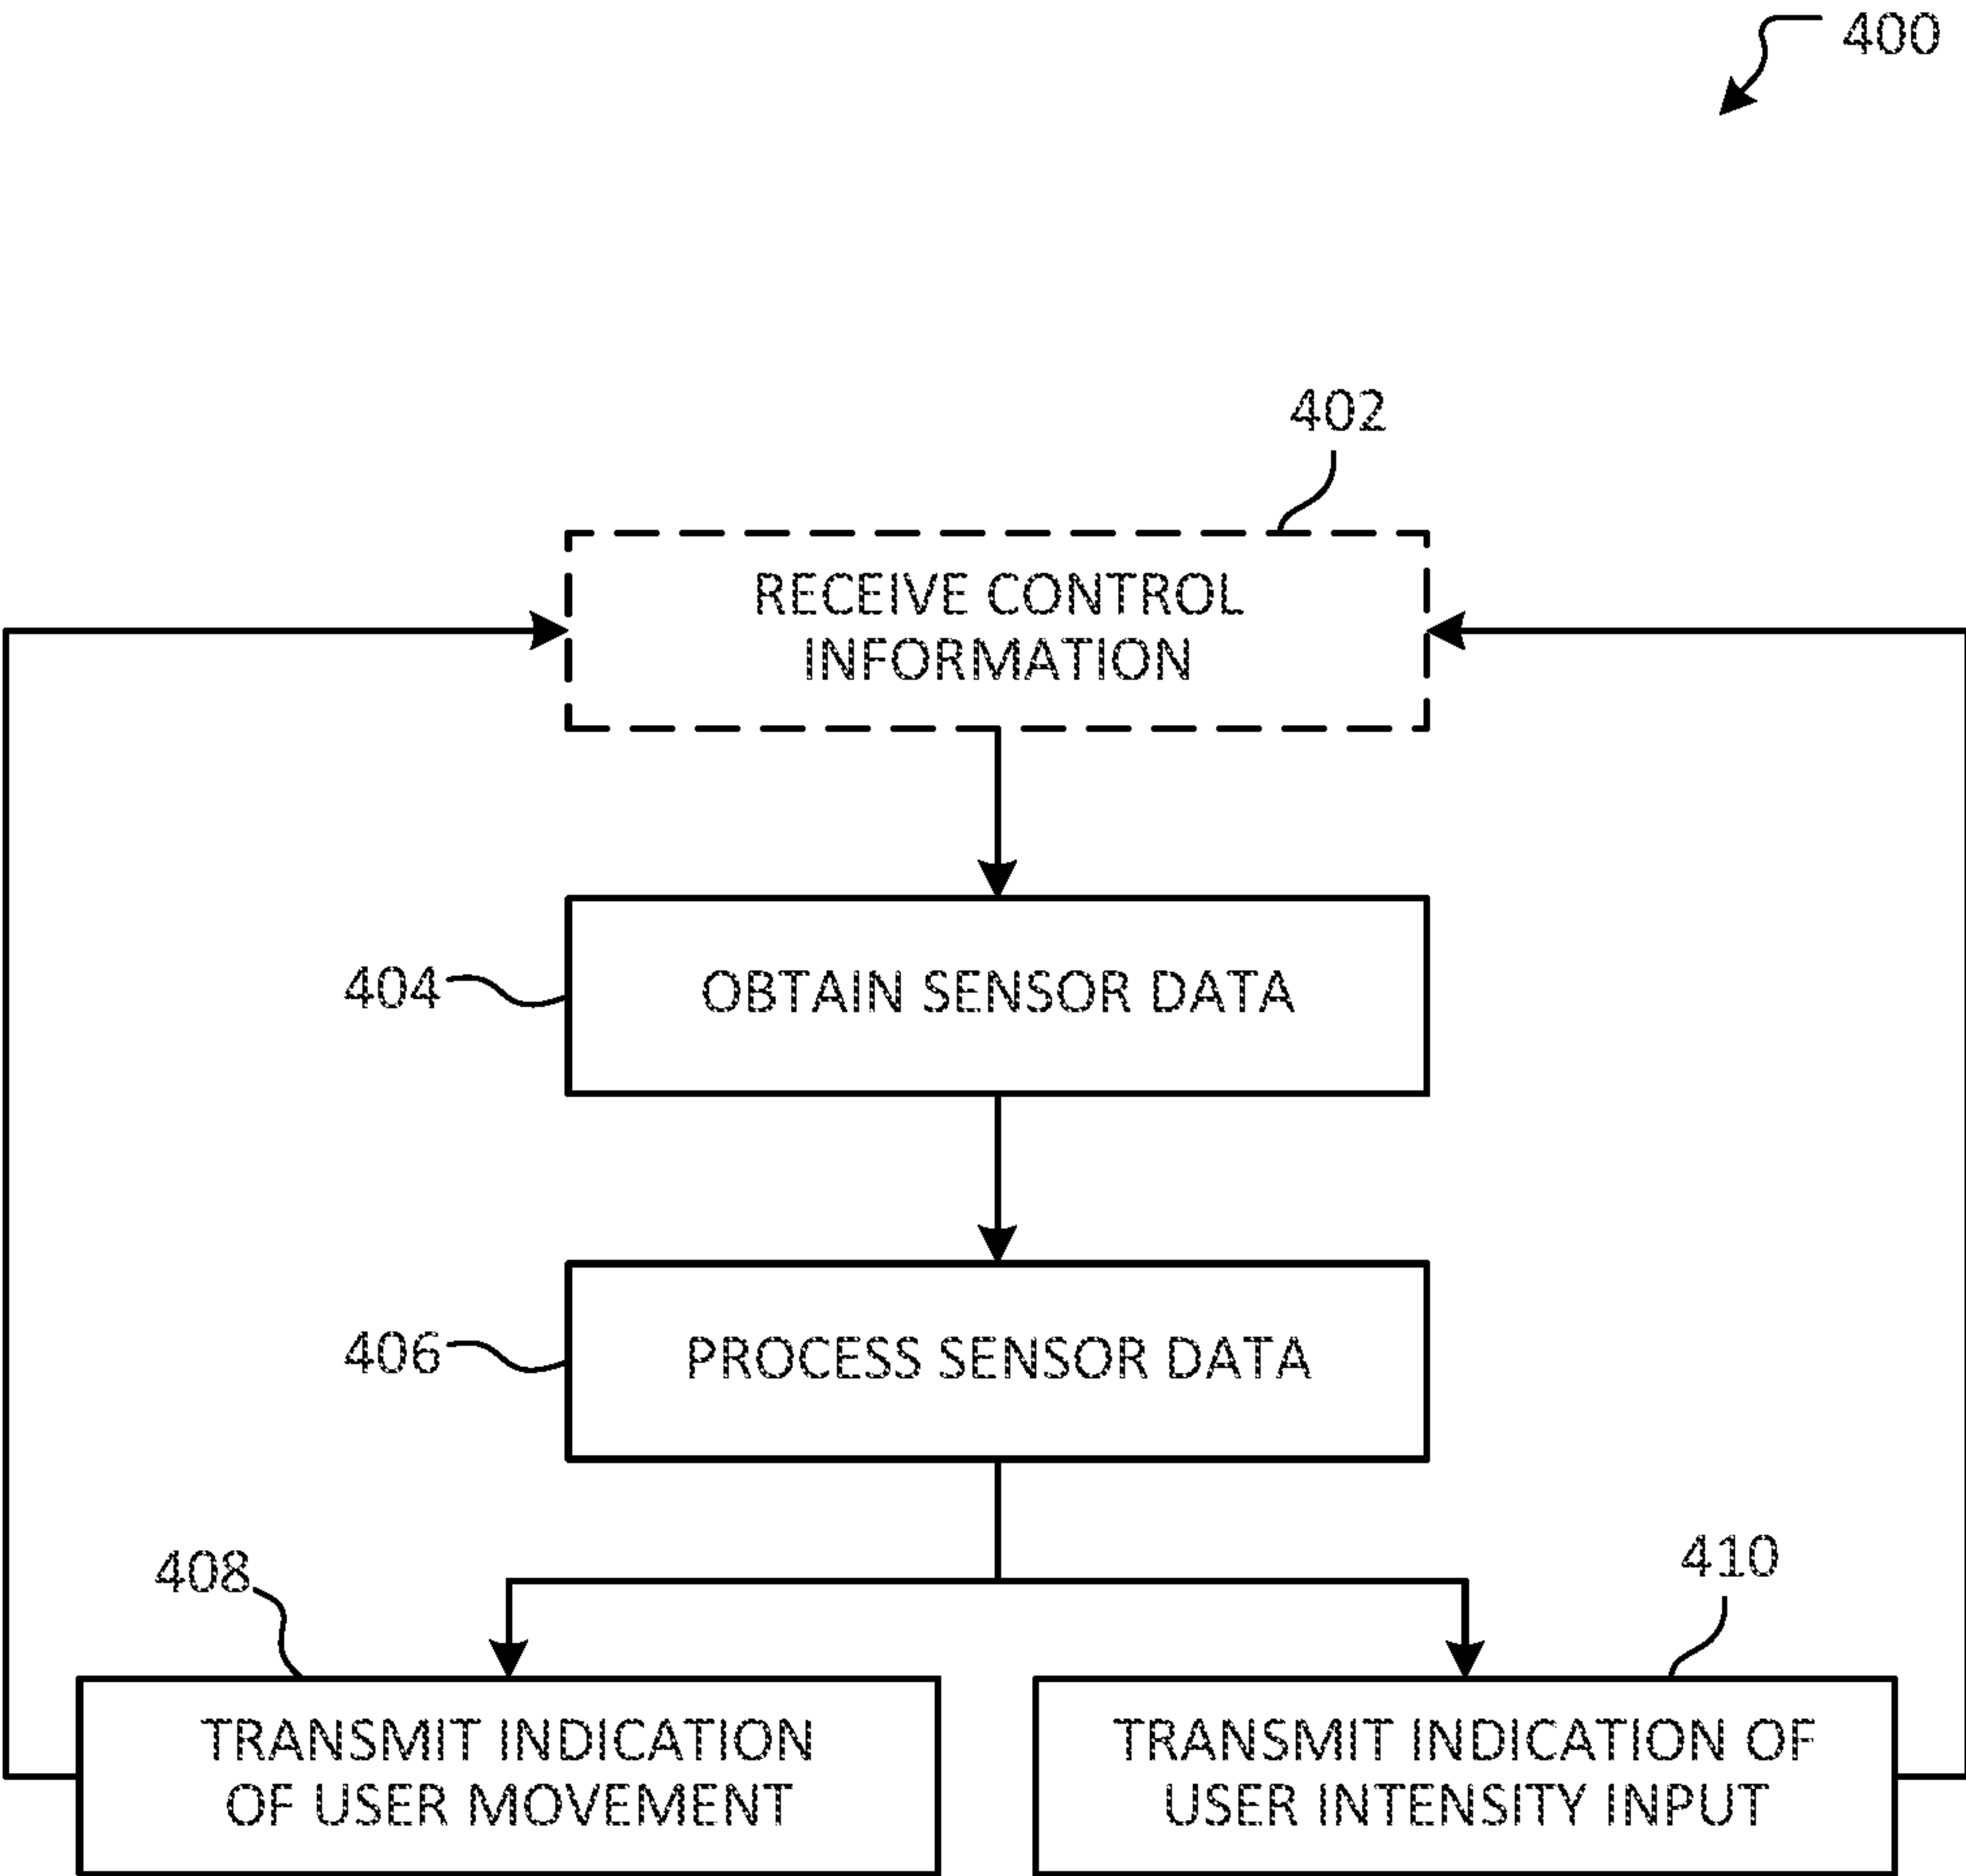 400
402
RECEIVE CONTROL
INFORMATION
404
OBTAIN SENSOR DATA
406
PROCESS SENSOR DATA
408
410
TRANSMIT INDICATION
OF USER MOVEMENT
TRANSMIT INDICATION OF
USER INTENSITY INPUT